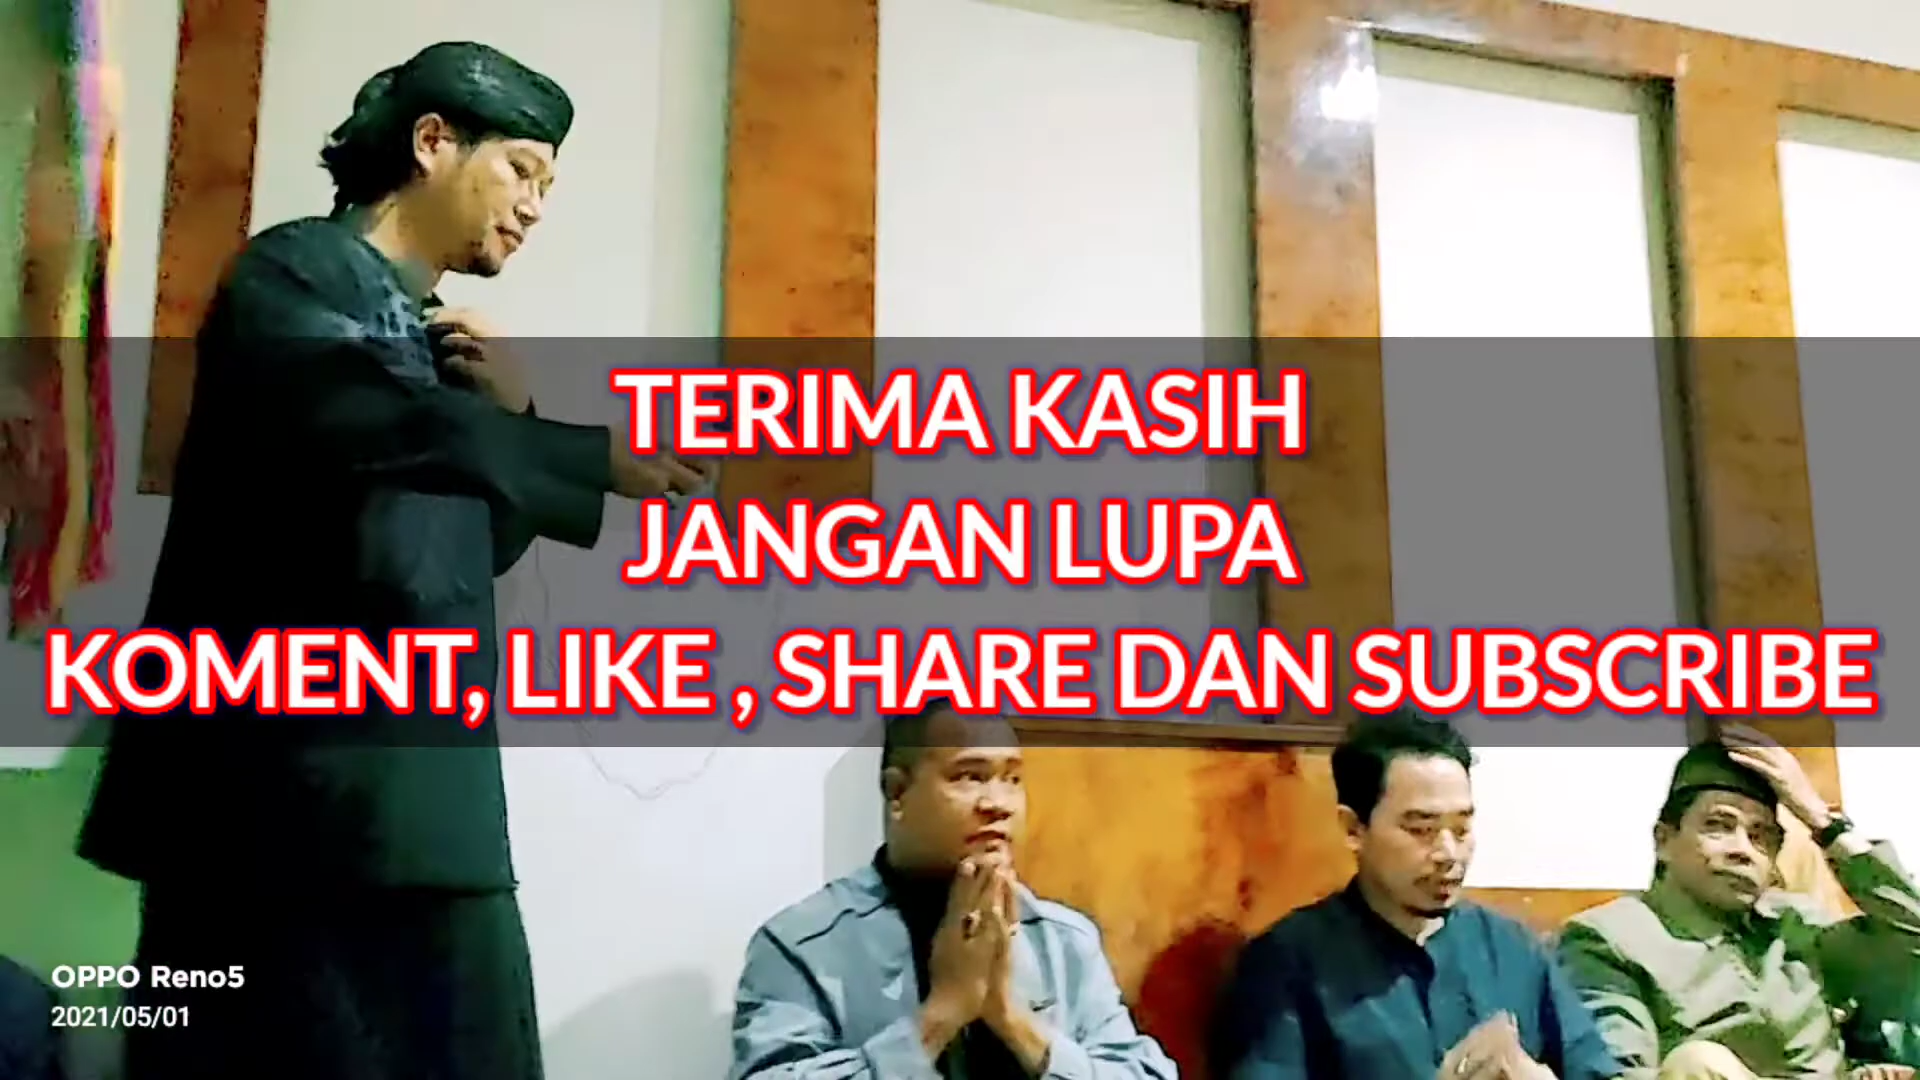 TERIMA KASIH
JANGAN LUPA
KOMENT, LIKE , SHARE DAN SUBSCRIBE
OPPO Reno5
2021/05/01